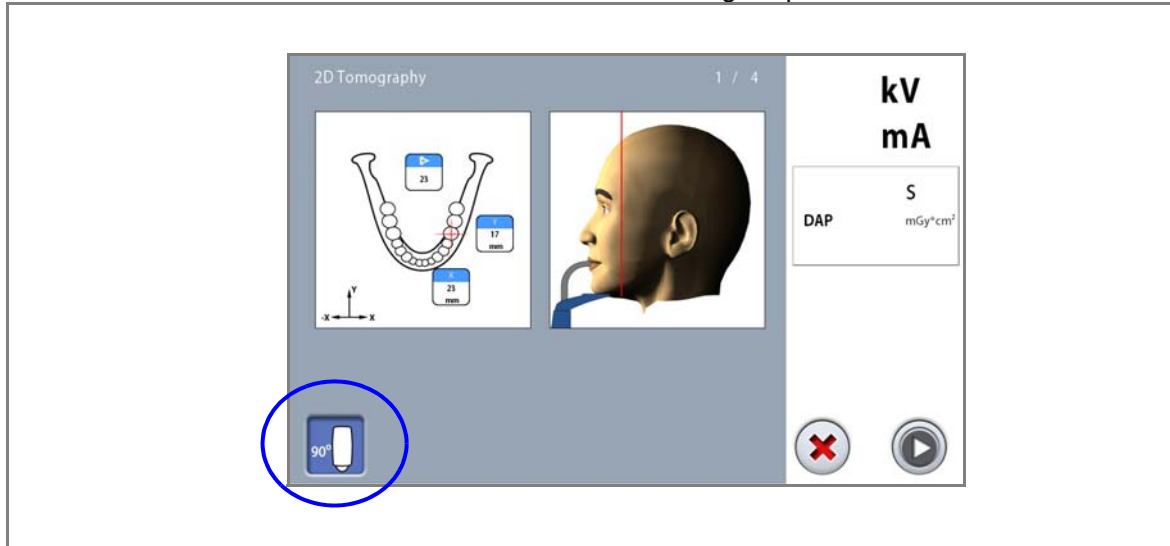 2D Tomography
1 / 4
23
Y
17
mm
X
23
mm
Y
-X
X
kV
mA
S
DAP
mGy*cm²
90°